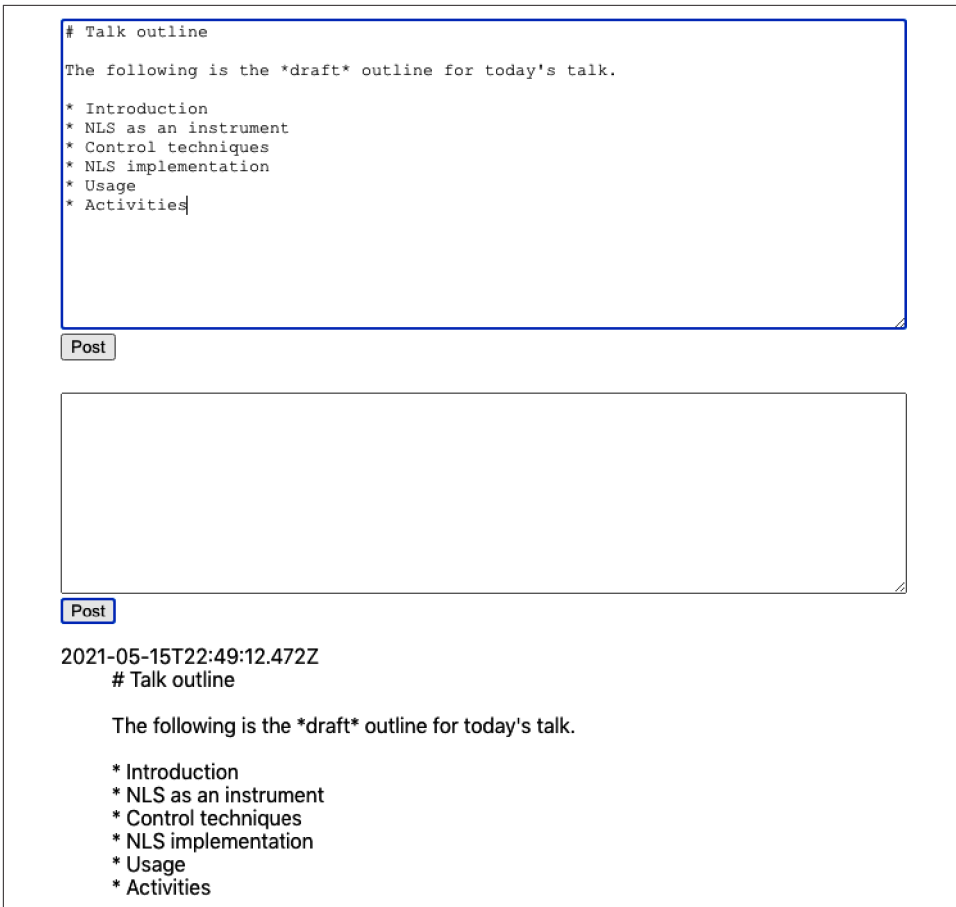 # Talk outline
The following is the *draft* outline for today's talk.
* Introduction
* NLS as an instrument
* Control techniques
* NLS implementation
* Usage
* Activities
Post
Post
2021-05-15T22:49:12.472Z
# Talk outline
The following is the *draft* outline for today's talk.
* Introduction
* NLS as an instrument
* Control techniques
* NLS implementation
* Usage
* Activities